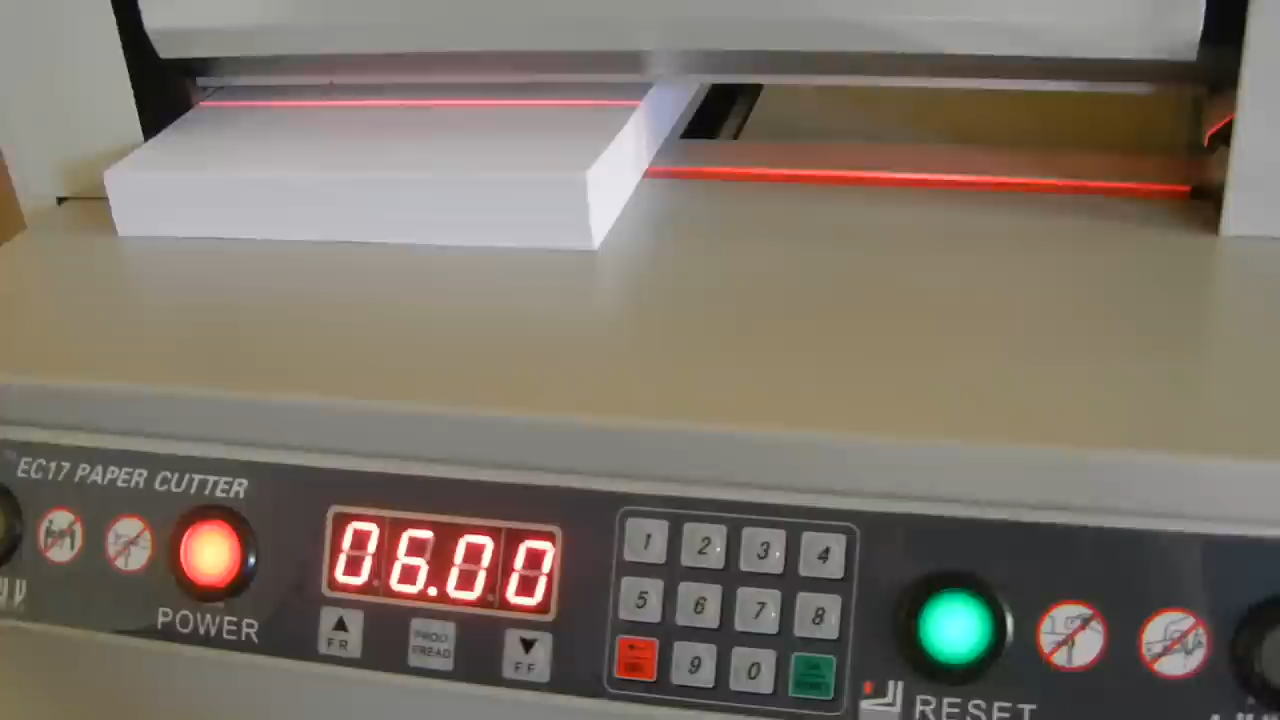 EC17 PAPER CUTTER
06.00
1 2 3 4
5 6 7 8
9 0
POWER
FR
PROG
FF
RESET